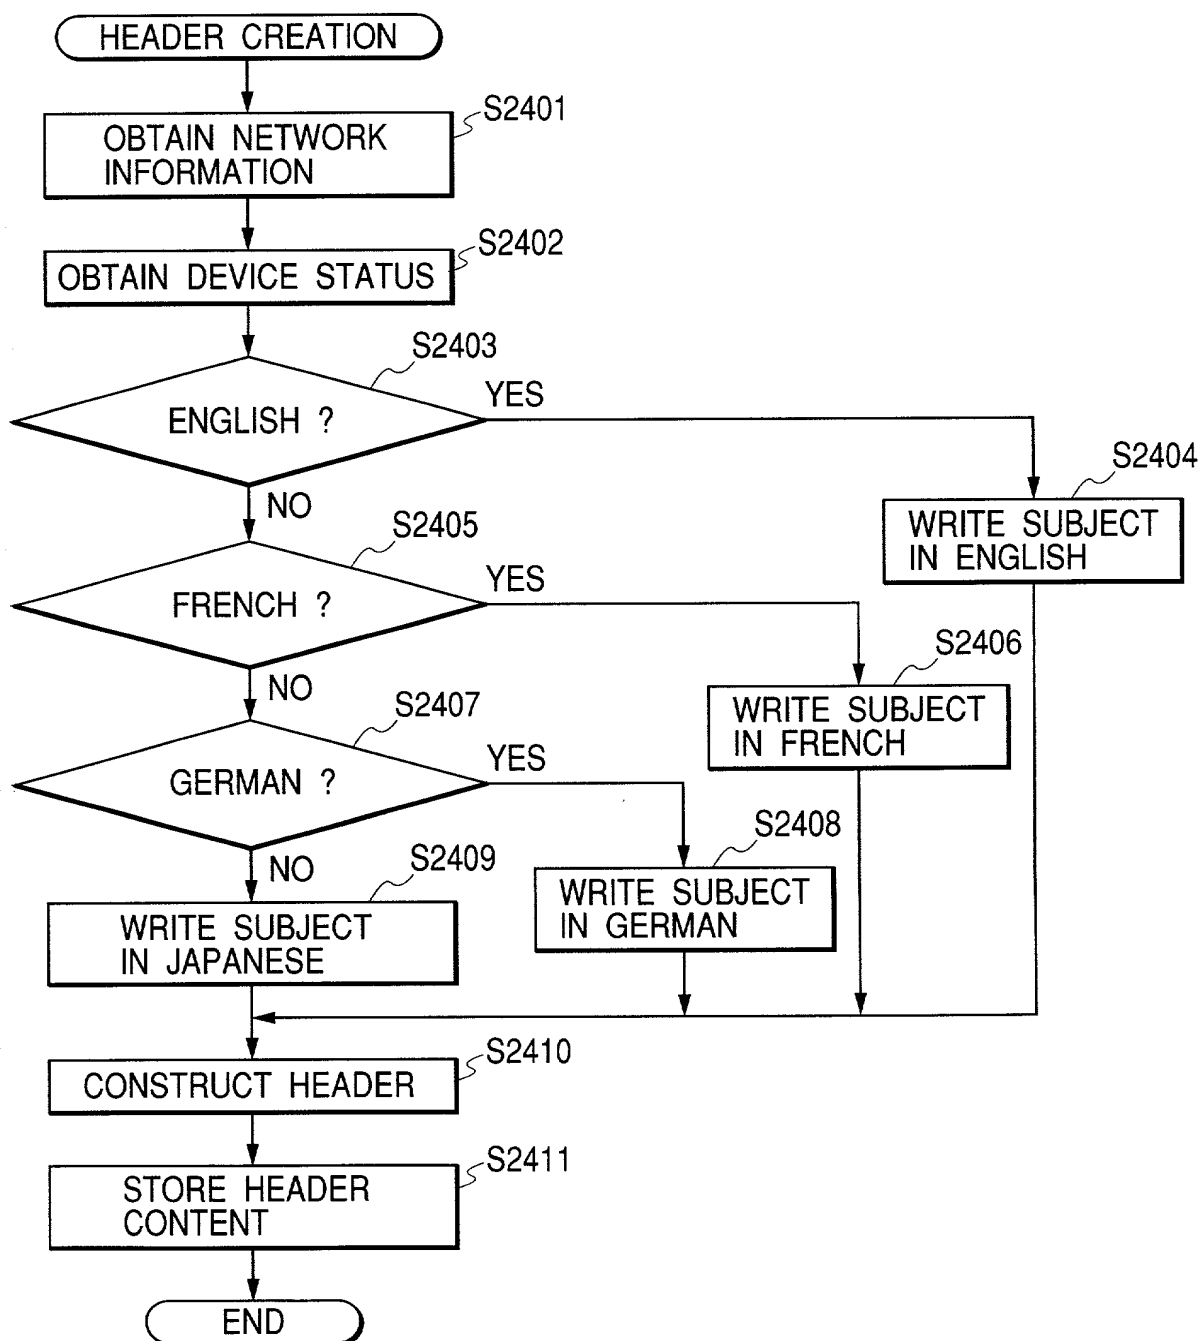 HEADER CREATION
S2401
OBTAIN NETWORK
INFORMATION
S2402
OBTAIN DEVICE STATUS
S2403
ENGLISH ?
YES
NO
S2404
WRITE SUBJECT
IN ENGLISH
S2405
FRENCH ?
YES
NO
S2406
WRITE SUBJECT
IN FRENCH
S2407
GERMAN ?
YES
NO
S2408
WRITE SUBJECT
IN GERMAN
S2409
WRITE SUBJECT
IN JAPANESE
S2410
CONSTRUCT HEADER
S2411
STORE HEADER
CONTENT
END